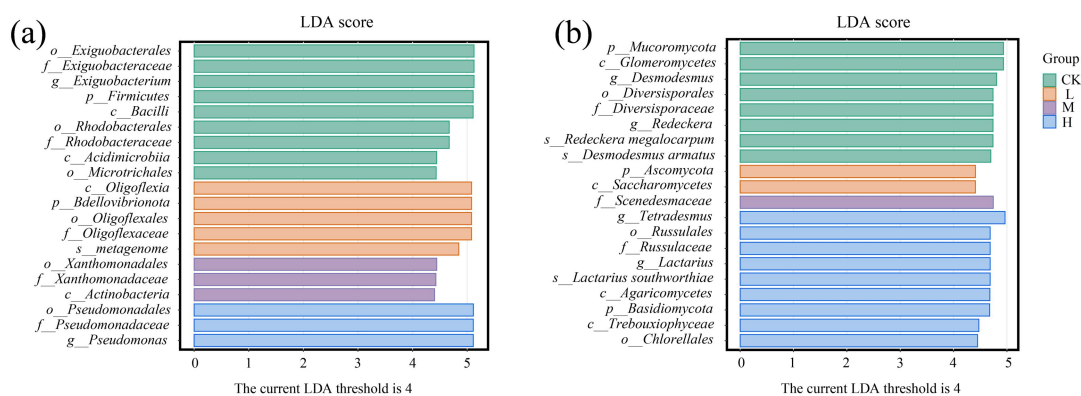 (a)
LDA score
o__Exiguobacterales
f__Exiguobacteraceae
g__Exiguobacterium
p__Firmicutes
c__Bacilli
o__Rhodobacterales
f__Rhodobacteraceae
c__Acidimicrobiia
o__Microtrichales
c__Oligoflexia
p__Bdellovibrionota
o__Oligoflexales
f__Oligoflexaceae
s__metagenome
o__Xanthomonadales
f__Xanthomonadaceae
c__Actinobacteria
o__Pseudomonadales
f__Pseudomonadaceae
g__Pseudomonas
0 1 2 3 4 5
The current LDA threshold is 4
(b)
LDA score
p__Mucoromycota
c__Glomeromycetes
g__Desmodesmus
o__Diversisporales
f__Diversisporaceae
g__Redeckera
s__Redeckera megalocarpum
s__Desmodesmus armatus
p__Ascomycota
c__Saccharomycetes
f__Scenedesmaceae
g__Tetradesmus
o__Russulales
f__Russulaceae
g__Lactarius
s__Lactarius southworthiae
c__Agaricomycetes
p__Basidiomycota
c__Trebouxiophyceae
o__Chlorellales
0 1 2 3 4 5
The current LDA threshold is 4
Group
CK
L
M
H